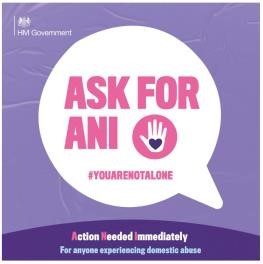 HM Government
ASK FOR
ANI
#YOUARENOTALONE
Action Needed Immediately
For anyone experiencing domestic abuse